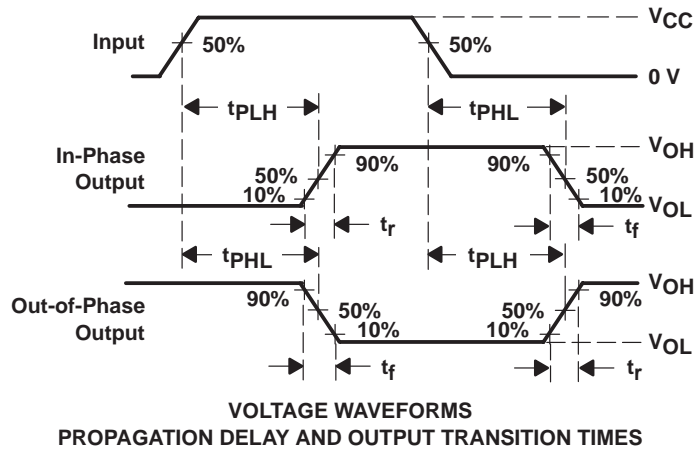 VCC
Input
50%
50%
0 V
tPLH
tPHL
In-Phase
Output
VOH
90%
90%
50%
50%
10%
10%
VOL
tr
tf
tPHL
tPLH
VOH
Out-of-Phase
Output
90%
90%
50%
50%
10%
10%
VOL
tf
tr
VOLTAGE WAVEFORMS
PROPAGATION DELAY AND OUTPUT TRANSITION TIMES